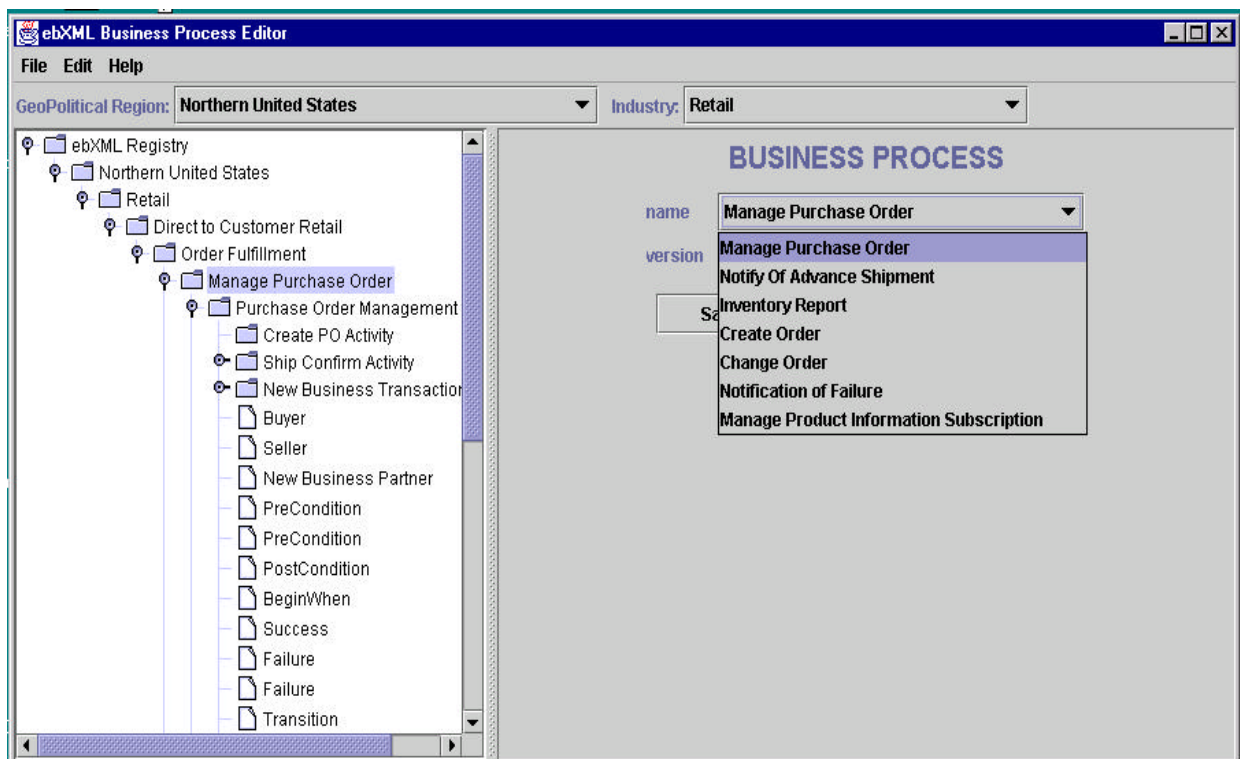 ebXML Business Process Editor
File Edit Help
GeoPolitical Region: Northern United States Industry: Retail
ebXML Registry
Northern United States
Retail
Direct to Customer Retail
Order Fulfillment
Manage Purchase Order
Purchase Order Management
Create PO Activity
Ship Confirm Activity
New Business Transaction
Buyer
Seller
New Business Partner
PreCondition
PreCondition
PostCondition
BeginWhen
Success
Failure
Failure
Transition
BUSINESS PROCESS
name Manage Purchase Order
version
Manage Purchase Order
Notify Of Advance Shipment
Inventory Report
Create Order
Change Order
Notification of Failure
Manage Product Information Subscription